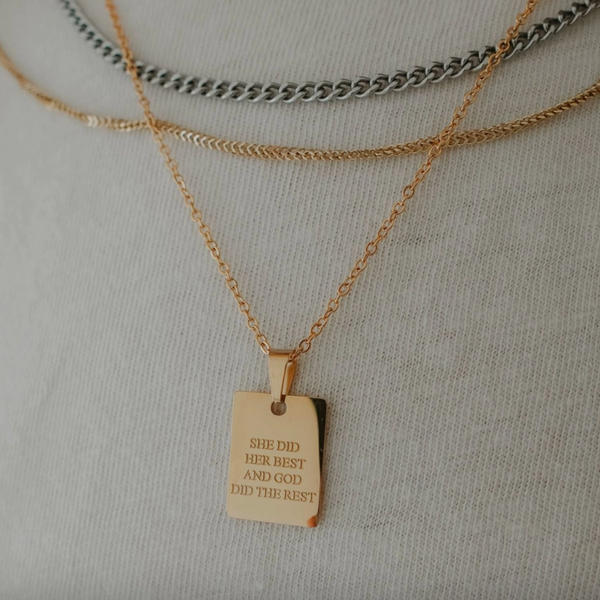 SHE DID
HER BEST
AND GOD
DID THE REST